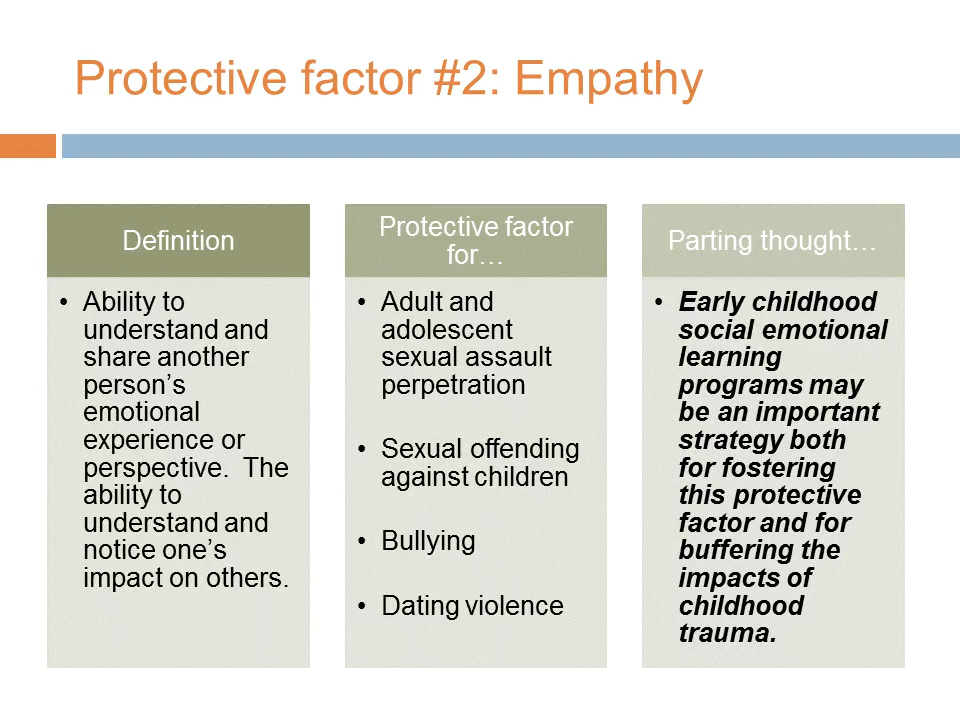 Protective factor #2: Empathy
Definition
• Ability to
understand and
share another
person’s
emotional
experience or
perspective.  The
ability to
understand and
notice one’s
impact on others.
Protective factor
for…
• Adult and
adolescent
sexual assault
perpetration
• Sexual offending
against children
• Bullying
• Dating violence
Parting thought…
• Early childhood
social emotional
learning
programs may
be an important
strategy both
for fostering
this protective
factor and for
buffering the
impacts of
childhood
trauma.